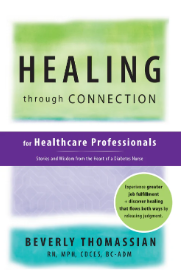 HEALING
through CONNECTION
for Healthcare Professionals
Stories and Wisdom from the Heart of a Diabetes Nurse
Experience greater
job fulfillment
+ discover healing
that flows both ways by
releasing judgment.
BEVERLY THOMASSIAN
RN, MPH, CDCES, BC-ADM